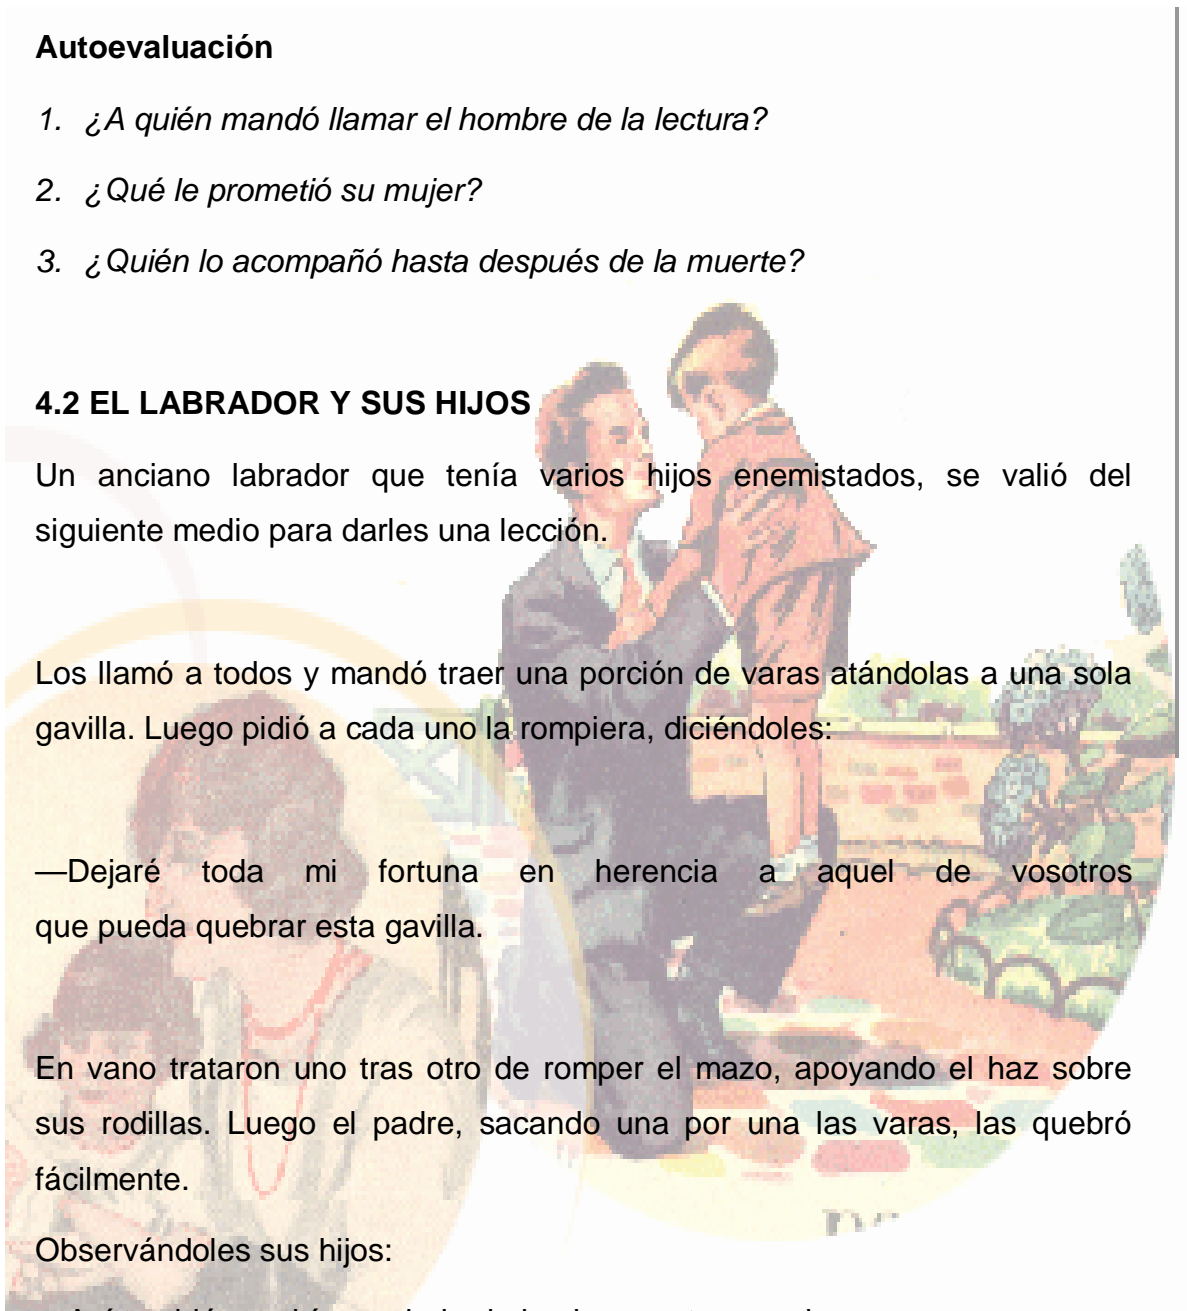 Autoevaluación
1. ¿A quién mandó llamar el hombre de la lectura?
2. ¿Qué le prometió su mujer?
3. ¿Quién lo acompañó hasta después de la muerte?
4.2 EL LABRADOR Y SUS HIJOS
Un anciano labrador que tenía varios hijos enemistados, se valió del
siguiente medio para darles una lección.
Los llamó a todos y mandó traer una porción de varas atándolas a una sola
gavilla. Luego pidió a cada uno la rompiera, diciéndoles:
—Dejaré toda mi fortuna en herencia a aquel de vosotros
que pueda quebrar esta gavilla.
En vano trataron uno tras otro de romper el mazo, apoyando el haz sobre
sus rodillas. Luego el padre, sacando una por una las varas, las quebró
fácilmente.
Observándoles sus hijos: